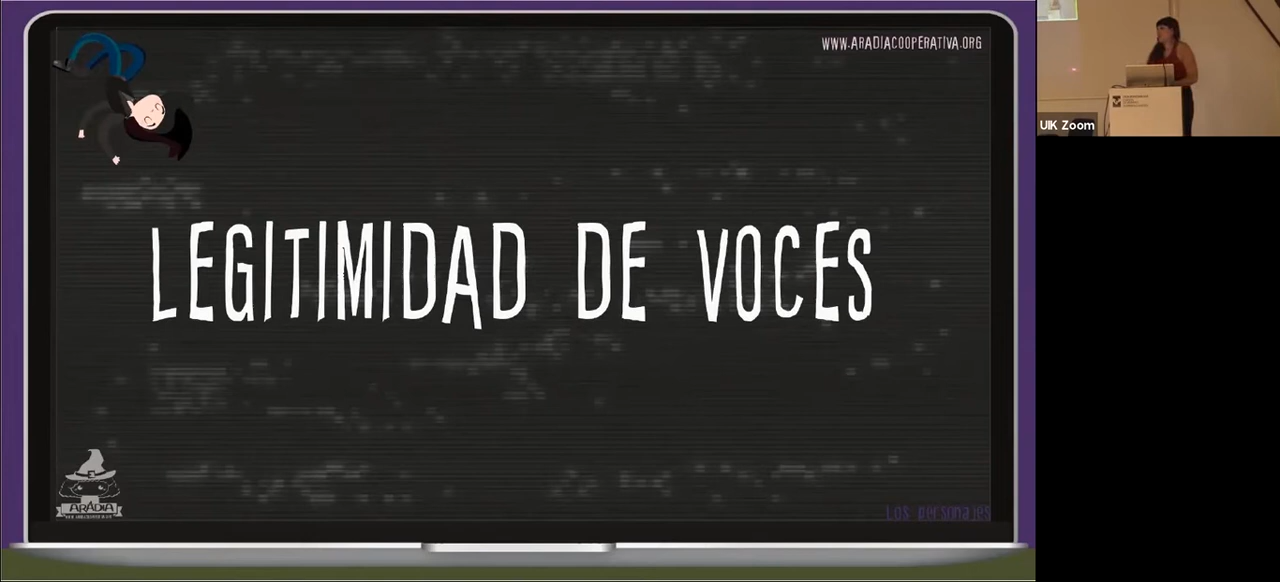 WWW.ARADIACOOPERATIVA.ORG
LEGITIMIDAD DE VOCES
ARADIA
Los personajes
UIK Zoom